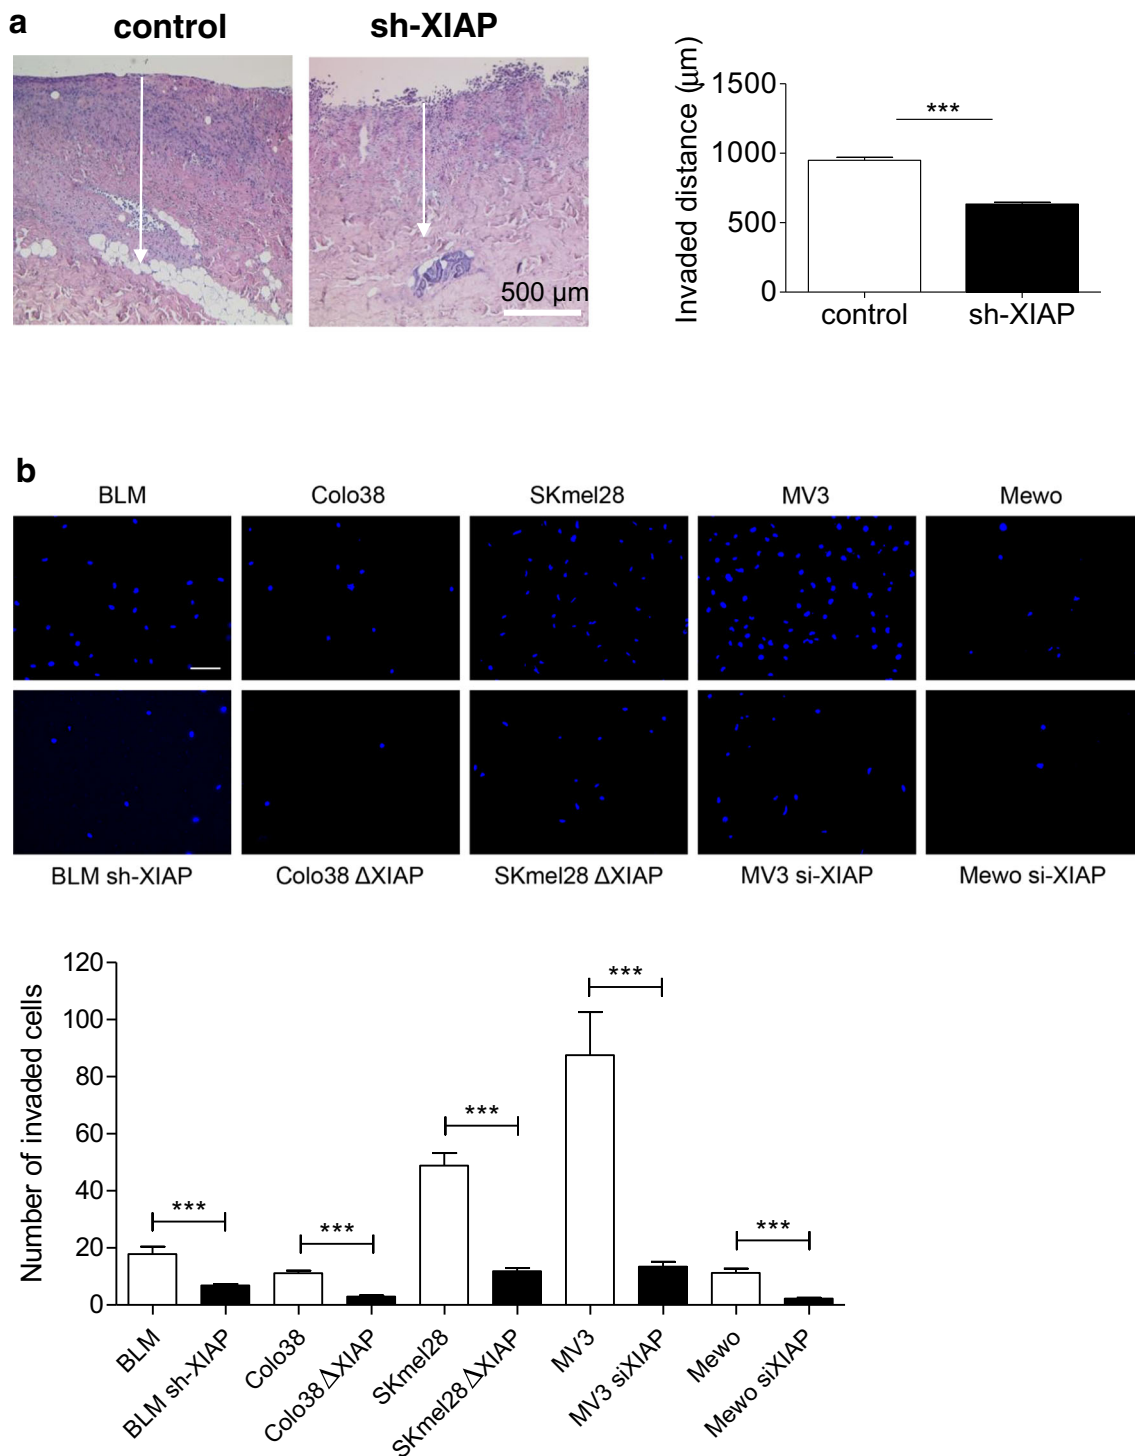 a
control
sh-XIAP
500 µm
Invaded distance (µm)
1500
1000
500
0
***
control
sh-XIAP
b
BLM
Colo38
SKmel28
MV3
Mewo
BLM sh-XIAP
Colo38 ΔXIAP
SKmel28 ΔXIAP
MV3 si-XIAP
Mewo si-XIAP
Number of invaded cells
120
100
80
60
40
20
0
***
***
***
***
***
BLM
BLM sh-XIAP
Colo38
Colo38 ΔXIAP
SKmel28
SKmel28 ΔXIAP
MV3
MV3 siXIAP
Mewo
Mewo siXIAP